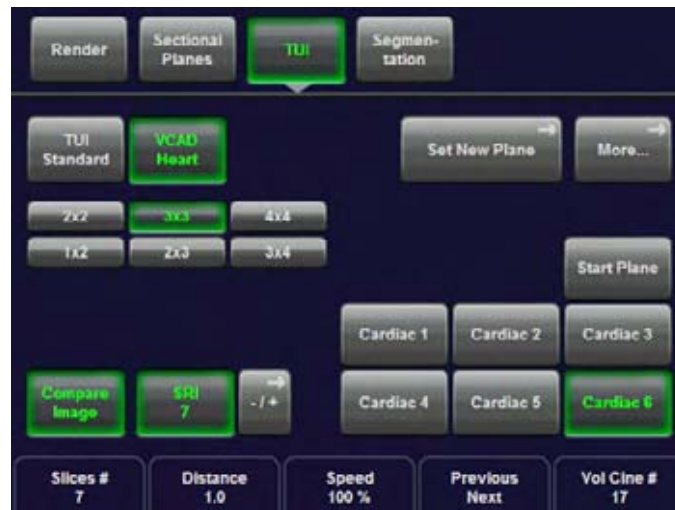 Render
Sectional
Planes
TUI
Segmen-
tation
TUI
Standard
VCAD
Heart
Set New Plane
More...
2x2
3x3
4x4
1x2
2x3
3x4
Start Plane
Cardiac 1
Cardiac 2
Cardiac 3
Compare
Image
SRI
7
- / +
Cardiac 4
Cardiac 5
Cardiac 6
Slices #
7
Distance
1.0
Speed
100 %
Previous
Next
Vol Cine #
17